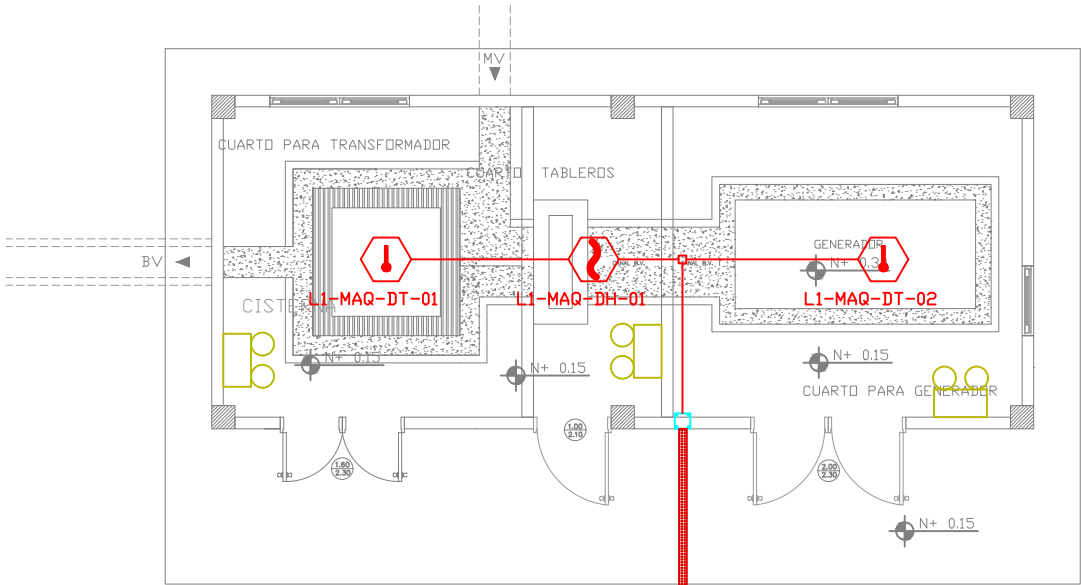 MV
CUARTO PARA TRANSFORMADOR
CUARTO TABLEROS
GENERADOR
BV
N+ 0.3
L1-MAQ-DT-01
L1-MAQ-DH-01
L1-MAQ-DT-02
N+ 0.15
N+ 0.15
N+ 0.15
CUARTO PARA GENERADOR
1.00
2.10
1.60
2.30
2.00
2.30
N+ 0.15